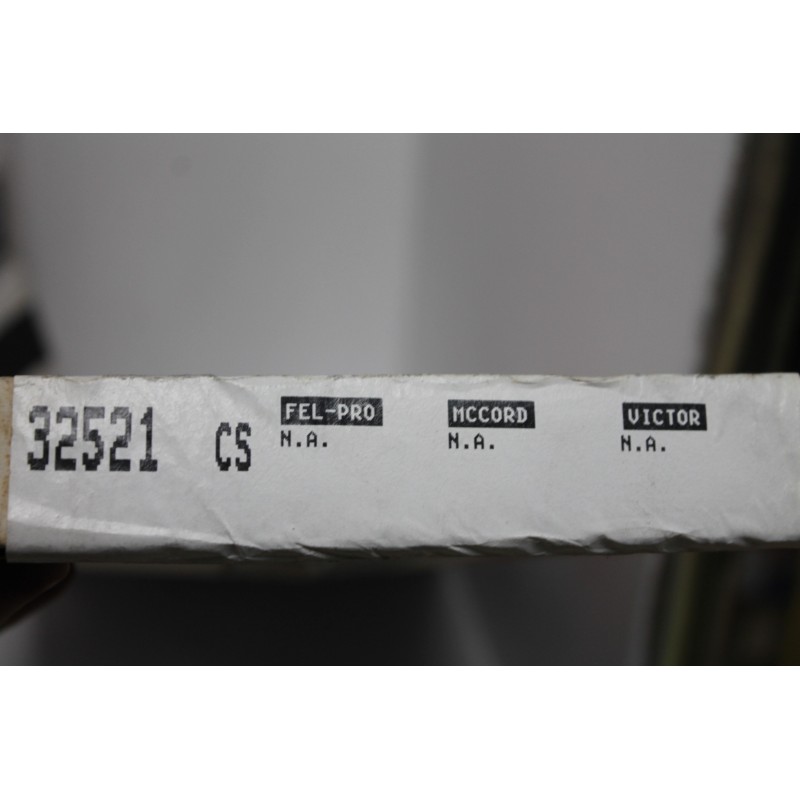 32521 CS
FEL-PRO MCCORD VICTOR
N.A. N.A. N.A.